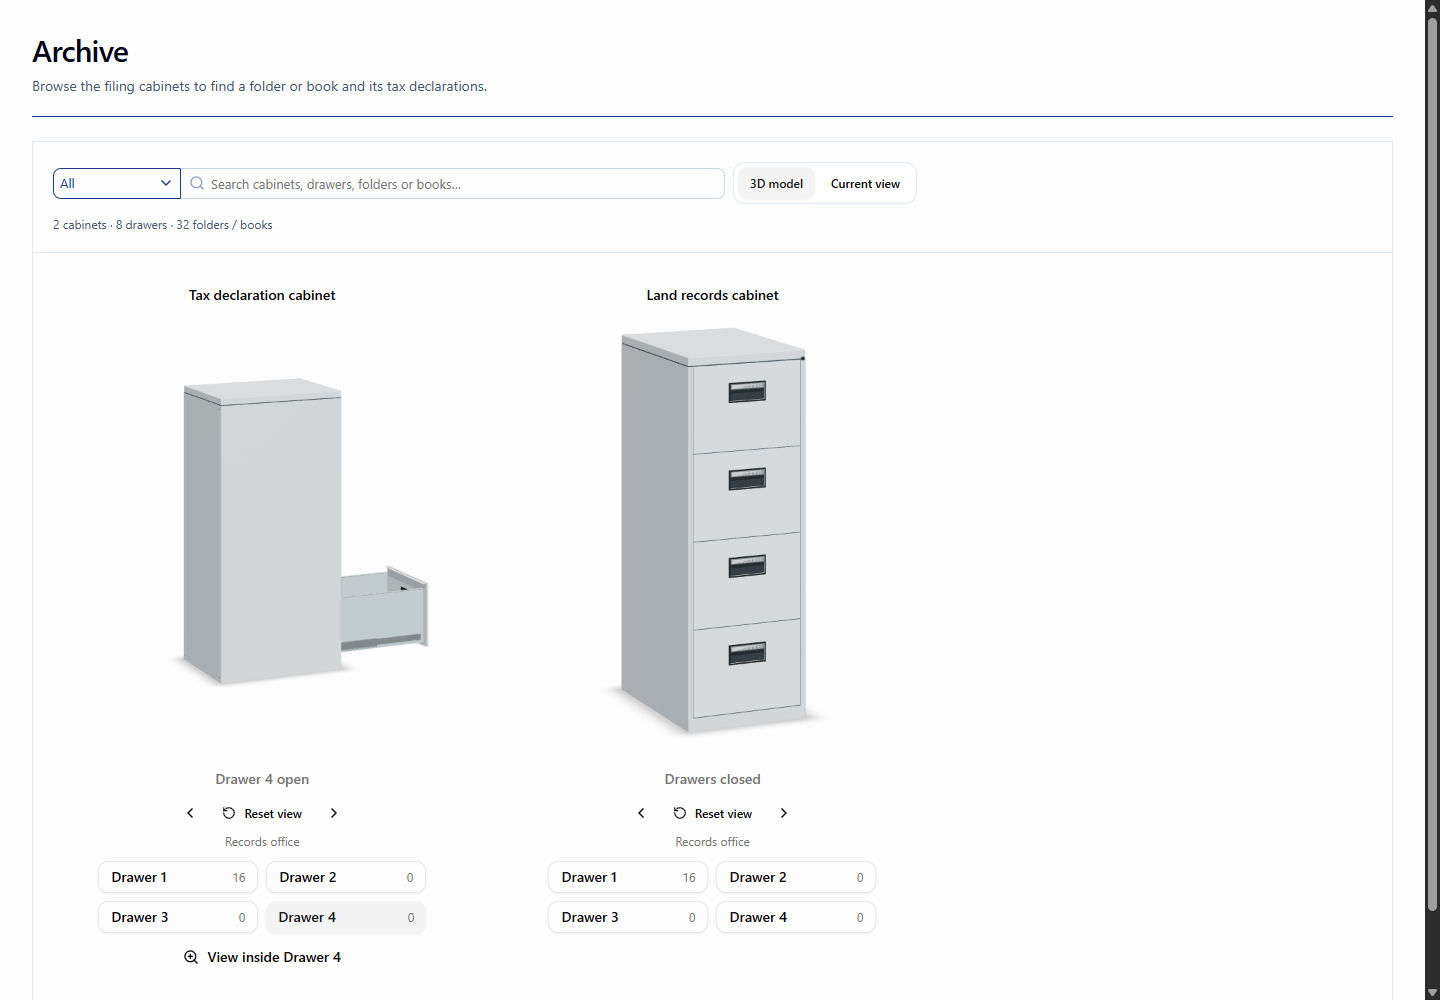 Archive
Browse the filing cabinets to find a folder or book and its tax declarations.
All
Search cabinets, drawers, folders or books...
3D model
Current view
2 cabinets · 8 drawers · 32 folders / books
Tax declaration cabinet
Land records cabinet
Drawer 4 open
Drawers closed
Reset view
Reset view
Records office
Records office
Drawer 1 16
Drawer 2 0
Drawer 1 16
Drawer 2 0
Drawer 3 0
Drawer 4 0
Drawer 3 0
Drawer 4 0
View inside Drawer 4